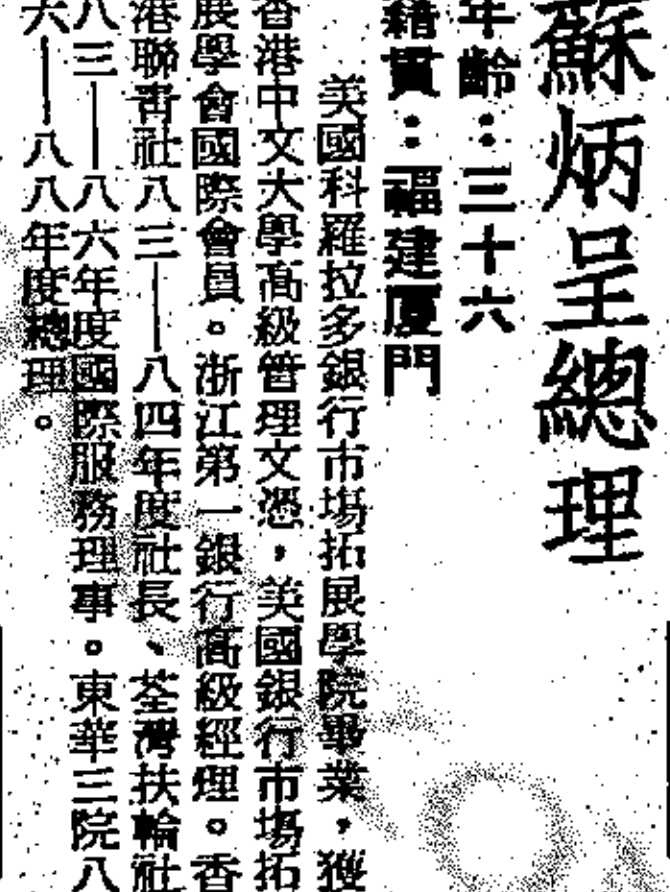 蘇炳呈總理
年齡：三十六
籍貫：福建厦門
美國科羅拉多銀行市場拓展學院畢業，獲
香港中文大學高級管理文憑，美國銀行市場拓
展學會國際會員。浙江第一銀行高級經理。香
港聯青社八三──八四年度社長、荃灣扶輪社
八三──八六年度國際服務理事。東華三院八
六──八八年度總理。